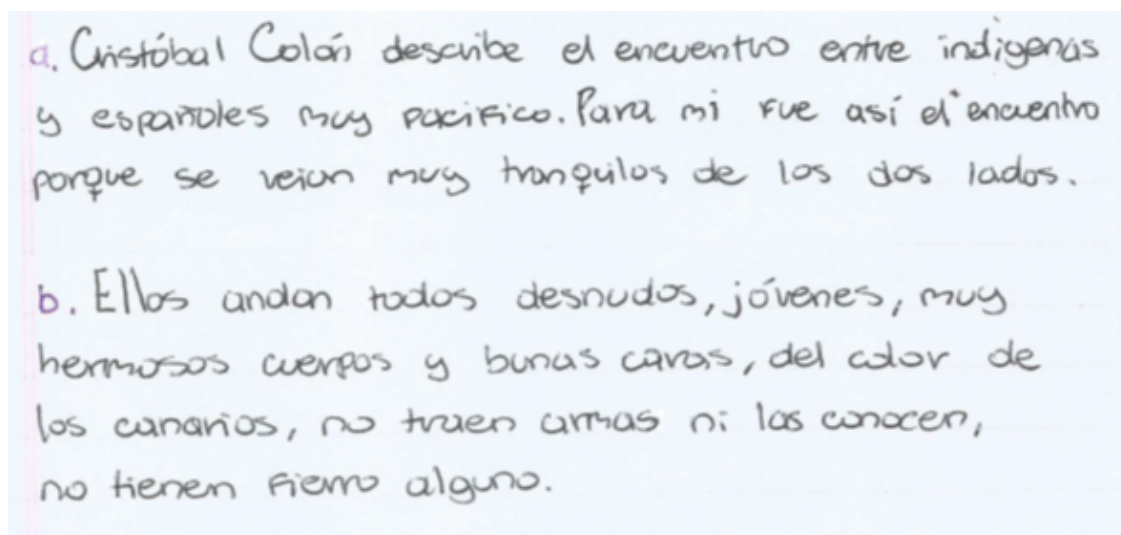 a. Cristóbal Colón describe el encuentro entre indigenas
y españoles muy pacifico. Para mi fue así el encuentro
porque se veian muy tranquilos de los dos lados.
b. Ellos andan todos desnudos, jóvenes, muy
hermosos cuerpos y bunas caras, del color de
los canarios, no traen armas ni las conocen,
no tienen fierro alguno.